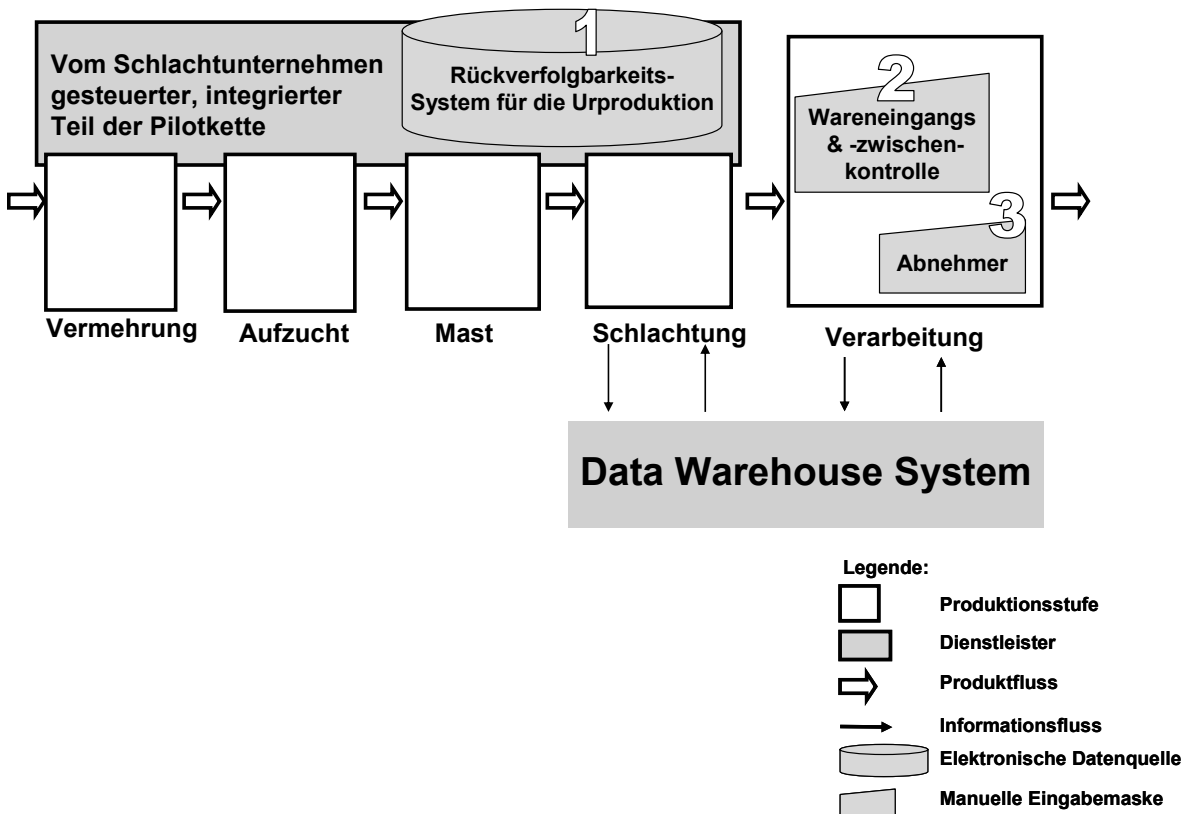 Vom Schlachtunternehmen
gesteuerter, integrierter
Teil der Pilotkette
1
Rückverfolgbarkeits-
System für die Urproduktion
2
Wareneingangs
& -zwischen-
kontrolle
3
Abnehmer
Vermehrung
Aufzucht
Mast
Schlachtung
Verarbeitung
Data Warehouse System
Legende:
Produktionsstufe
Dienstleister
Produktfluss
Informationsfluss
Elektronische Datenquelle
Manuelle Eingabemaske